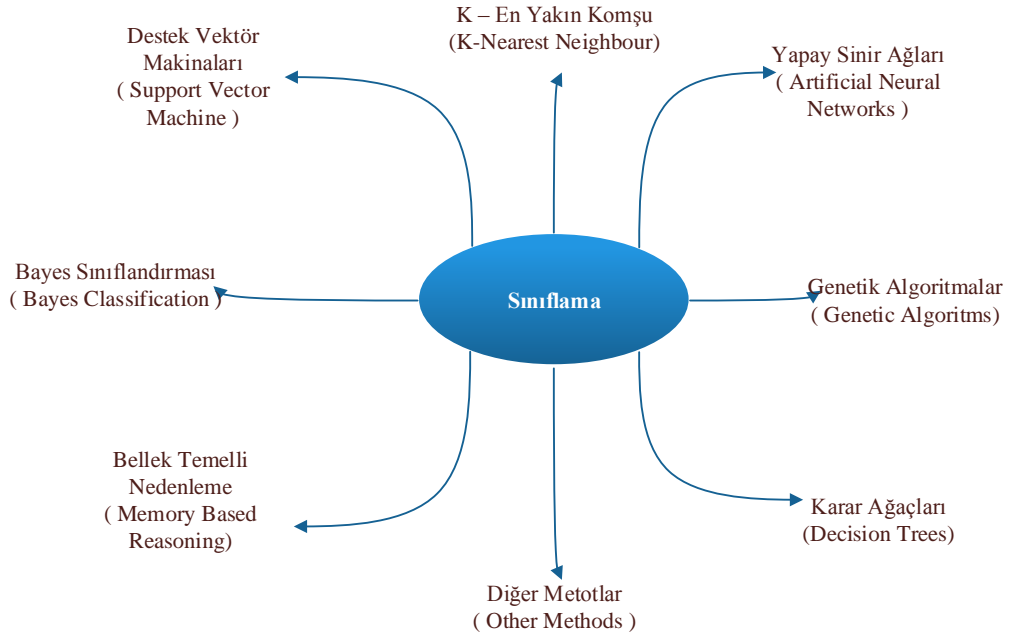 K – En Yakın Komşu
(K-Nearest Neighbour)
Destek Vektör
Makinaları
( Support Vector
Machine )
Yapay Sinir Ağları
( Artificial Neural
Networks )
Bayes Sınıflandırması
( Bayes Classification )
Sınıflama
Genetik Algoritmalar
( Genetic Algoritms)
Bellek Temelli
Nedenleme
( Memory Based
Reasoning)
Karar Ağaçları
(Decision Trees)
Diğer Metotlar
( Other Methods )